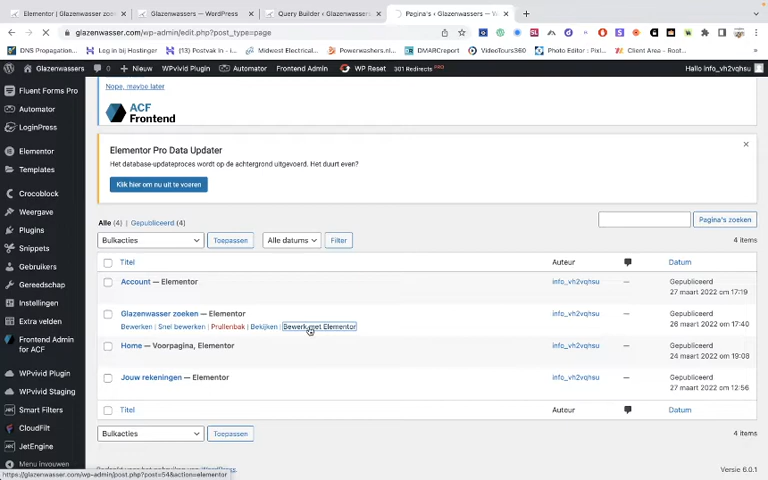 Elementor | Glazenwasser zoe
Glazenwassers — WordPress
Query Builder ‹ Glazenwassers
Pagina's ‹ Glazenwassers — W
glazenwasser.com/wp-admin/edit.php?post_type=page
DNS Propagation...
Log in bij Hostinger
(13) Postvak In - i...
Midwest Electrical...
Powerwashers.nl...
DMARCreport
VideoTours360
Photo Editor : Pixl...
Client Area - Root...
Glazenwassers
0
Nieuw
WPvivid Plugin
Automator
Frontend Admin
WP Reset
301 Redirects PRO
Hallo info_vh2vqhsu
Fluent Forms Pro
Automator
LoginPress
Elementor
Templates
Crocoblock
Weergave
Plugins
Snippets
Gebruikers
Gereedschap
Instellingen
Extra velden
Frontend Admin
for ACF
WPvivid Plugin
WPvivid Staging
Smart Filters
CloudFilt
JetEngine
Menu invouwen
Nope, maybe later
ACF
Frontend
Elementor Pro Data Updater
Het database-updateproces wordt op de achtergrond uitgevoerd. Het duurt even?
Klik hier om nu uit te voeren
Alle (4) | Gepubliceerd (4)
Pagina's zoeken
Bulkacties
Toepassen
Alle datums
Filter
4 items
Titel
Auteur
Datum
Account — Elementor
info_vh2vqhsu
—
Gepubliceerd
27 maart 2022 om 17:19
Glazenwasser zoeken — Elementor
Bewerken | Snel bewerken | Prullenbak | Bekijken | Bewerk met Elementor
info_vh2vqhsu
—
Gepubliceerd
26 maart 2022 om 17:40
Home — Voorpagina, Elementor
info_vh2vqhsu
—
Gepubliceerd
24 maart 2022 om 19:08
Jouw rekeningen — Elementor
info_vh2vqhsu
—
Gepubliceerd
27 maart 2022 om 12:56
Titel
Auteur
Datum
Bulkacties
Toepassen
4 items
Versie 6.0.1
https://glazenwasser.com/wp-admin/post.php?post=54&action=elementor